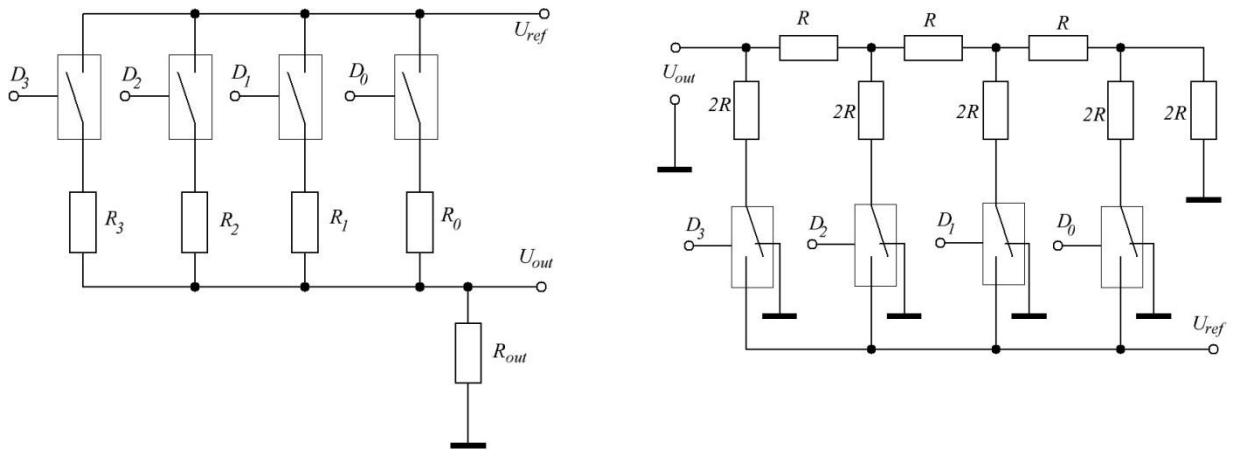 U_ref
D_3 D_2 D_1 D_0
R_3 R_2 R_1 R_0
U_out
R_out
R R R
U_out
2R 2R 2R 2R 2R
D_3 D_2 D_1 D_0
U_ref